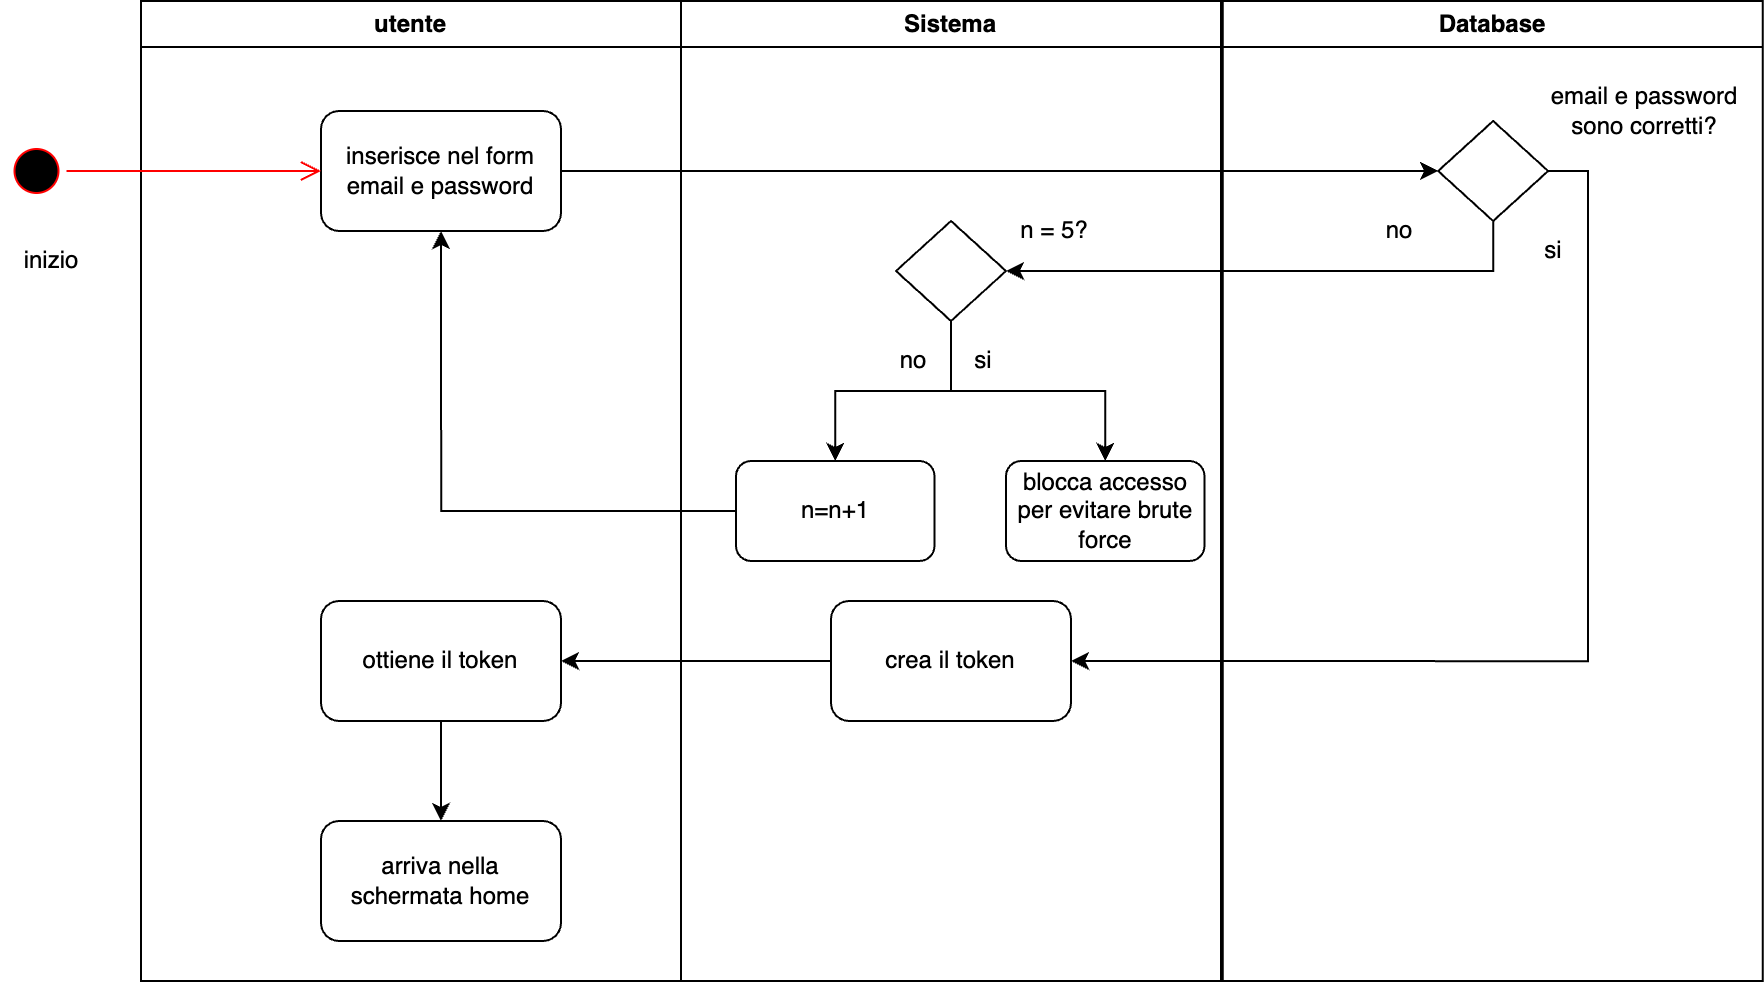 utente
Sistema
Database
email e password
sono corretti?
inserisce nel form
email e password
inizio
n = 5?
no
si
no
si
n=n+1
blocca accesso
per evitare brute
force
ottiene il token
crea il token
arriva nella
schermata home